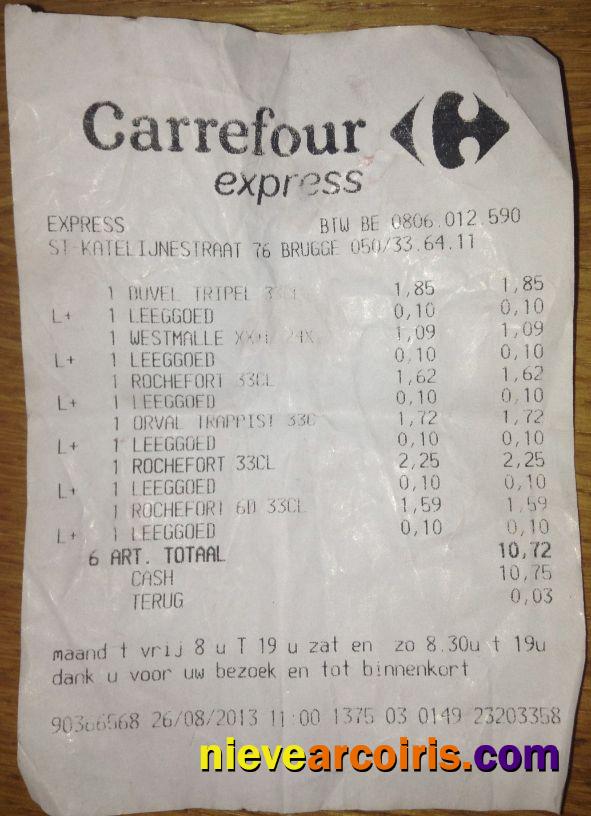 Carrefour
express
EXPRESS BTW BE 0806.012.590
ST-KATELIJNESTRAAT 76 BRUGGE 050/33.64.11
1 DUVEL TRIPEL 33CL 1,85 1,85
L+ 1 LEEGGOED 0,10 0,10
1 WESTMALLE 1,09 1,09
L+ 1 LEEGGOED 0,10 0,10
1 ROCHEFORT 33CL 1,62 1,62
L+ 1 LEEGGOED 0,10 0,10
1 ORVAL TRAPPIST 33C 1,72 1,72
L+ 1 LEEGGOED 0,10 0,10
1 ROCHEFORT 33CL 2,25 2,25
L+ 1 LEEGGOED 0,10 0,10
1 ROCHEFORT 6D 33CL 1,59 1,59
L+ 1 LEEGGOED 0,10 0,10
6 ART. TOTAAL 10,72
CASH 10,75
TERUG 0,03
maand t vrij 8 u T 19 u zat en zo 8.30u t 19u
dank u voor uw bezoek en tot binnenkort
26/08/2013 11:00 1375 03 0149 23203358
nievearcoiris.com